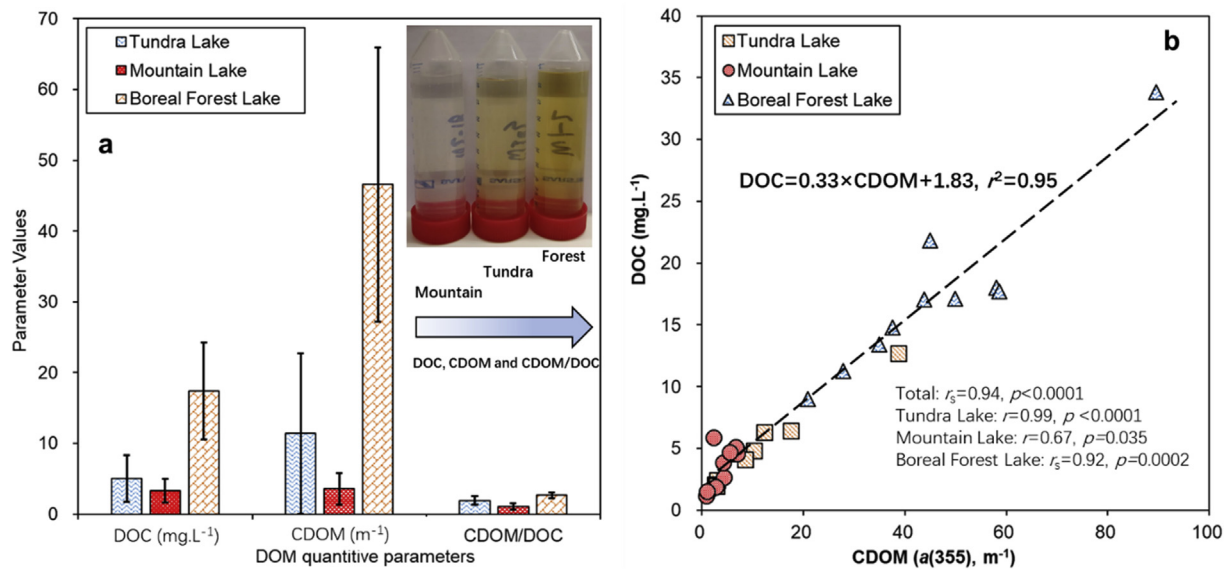 70
60
50
40
30
20
10
0
Parameter Values
Tundra Lake
Mountain Lake
Boreal Forest Lake
a
Forest
Tundra
Mountain
DOC, CDOM and CDOM/DOC
DOC (mg.L⁻¹)
CDOM (m⁻¹)
CDOM/DOC
DOM quantitive parameters
40
35
30
25
20
15
10
5
0
DOC (mg.L⁻¹)
Tundra Lake
Mountain Lake
Boreal Forest Lake
b
DOC=0.33×CDOM+1.83, r²=0.95
Total: rₛ=0.94, p<0.0001
Tundra Lake: r=0.99, p <0.0001
Mountain Lake: r=0.67, p=0.035
Boreal Forest Lake: rₛ=0.92, p=0.0002
0 20 40 60 80 100
CDOM (a(355), m⁻¹)